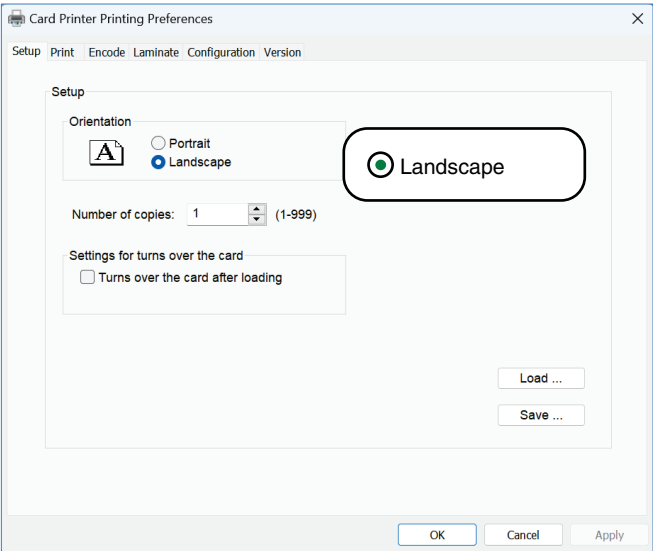 Card Printer Printing Preferences
Setup Print Encode Laminate Configuration Version
Setup
Orientation
A
Portrait
Landscape
Landscape
Number of copies: 1 (1-999)
Settings for turns over the card
Turns over the card after loading
Load ...
Save ...
OK Cancel Apply